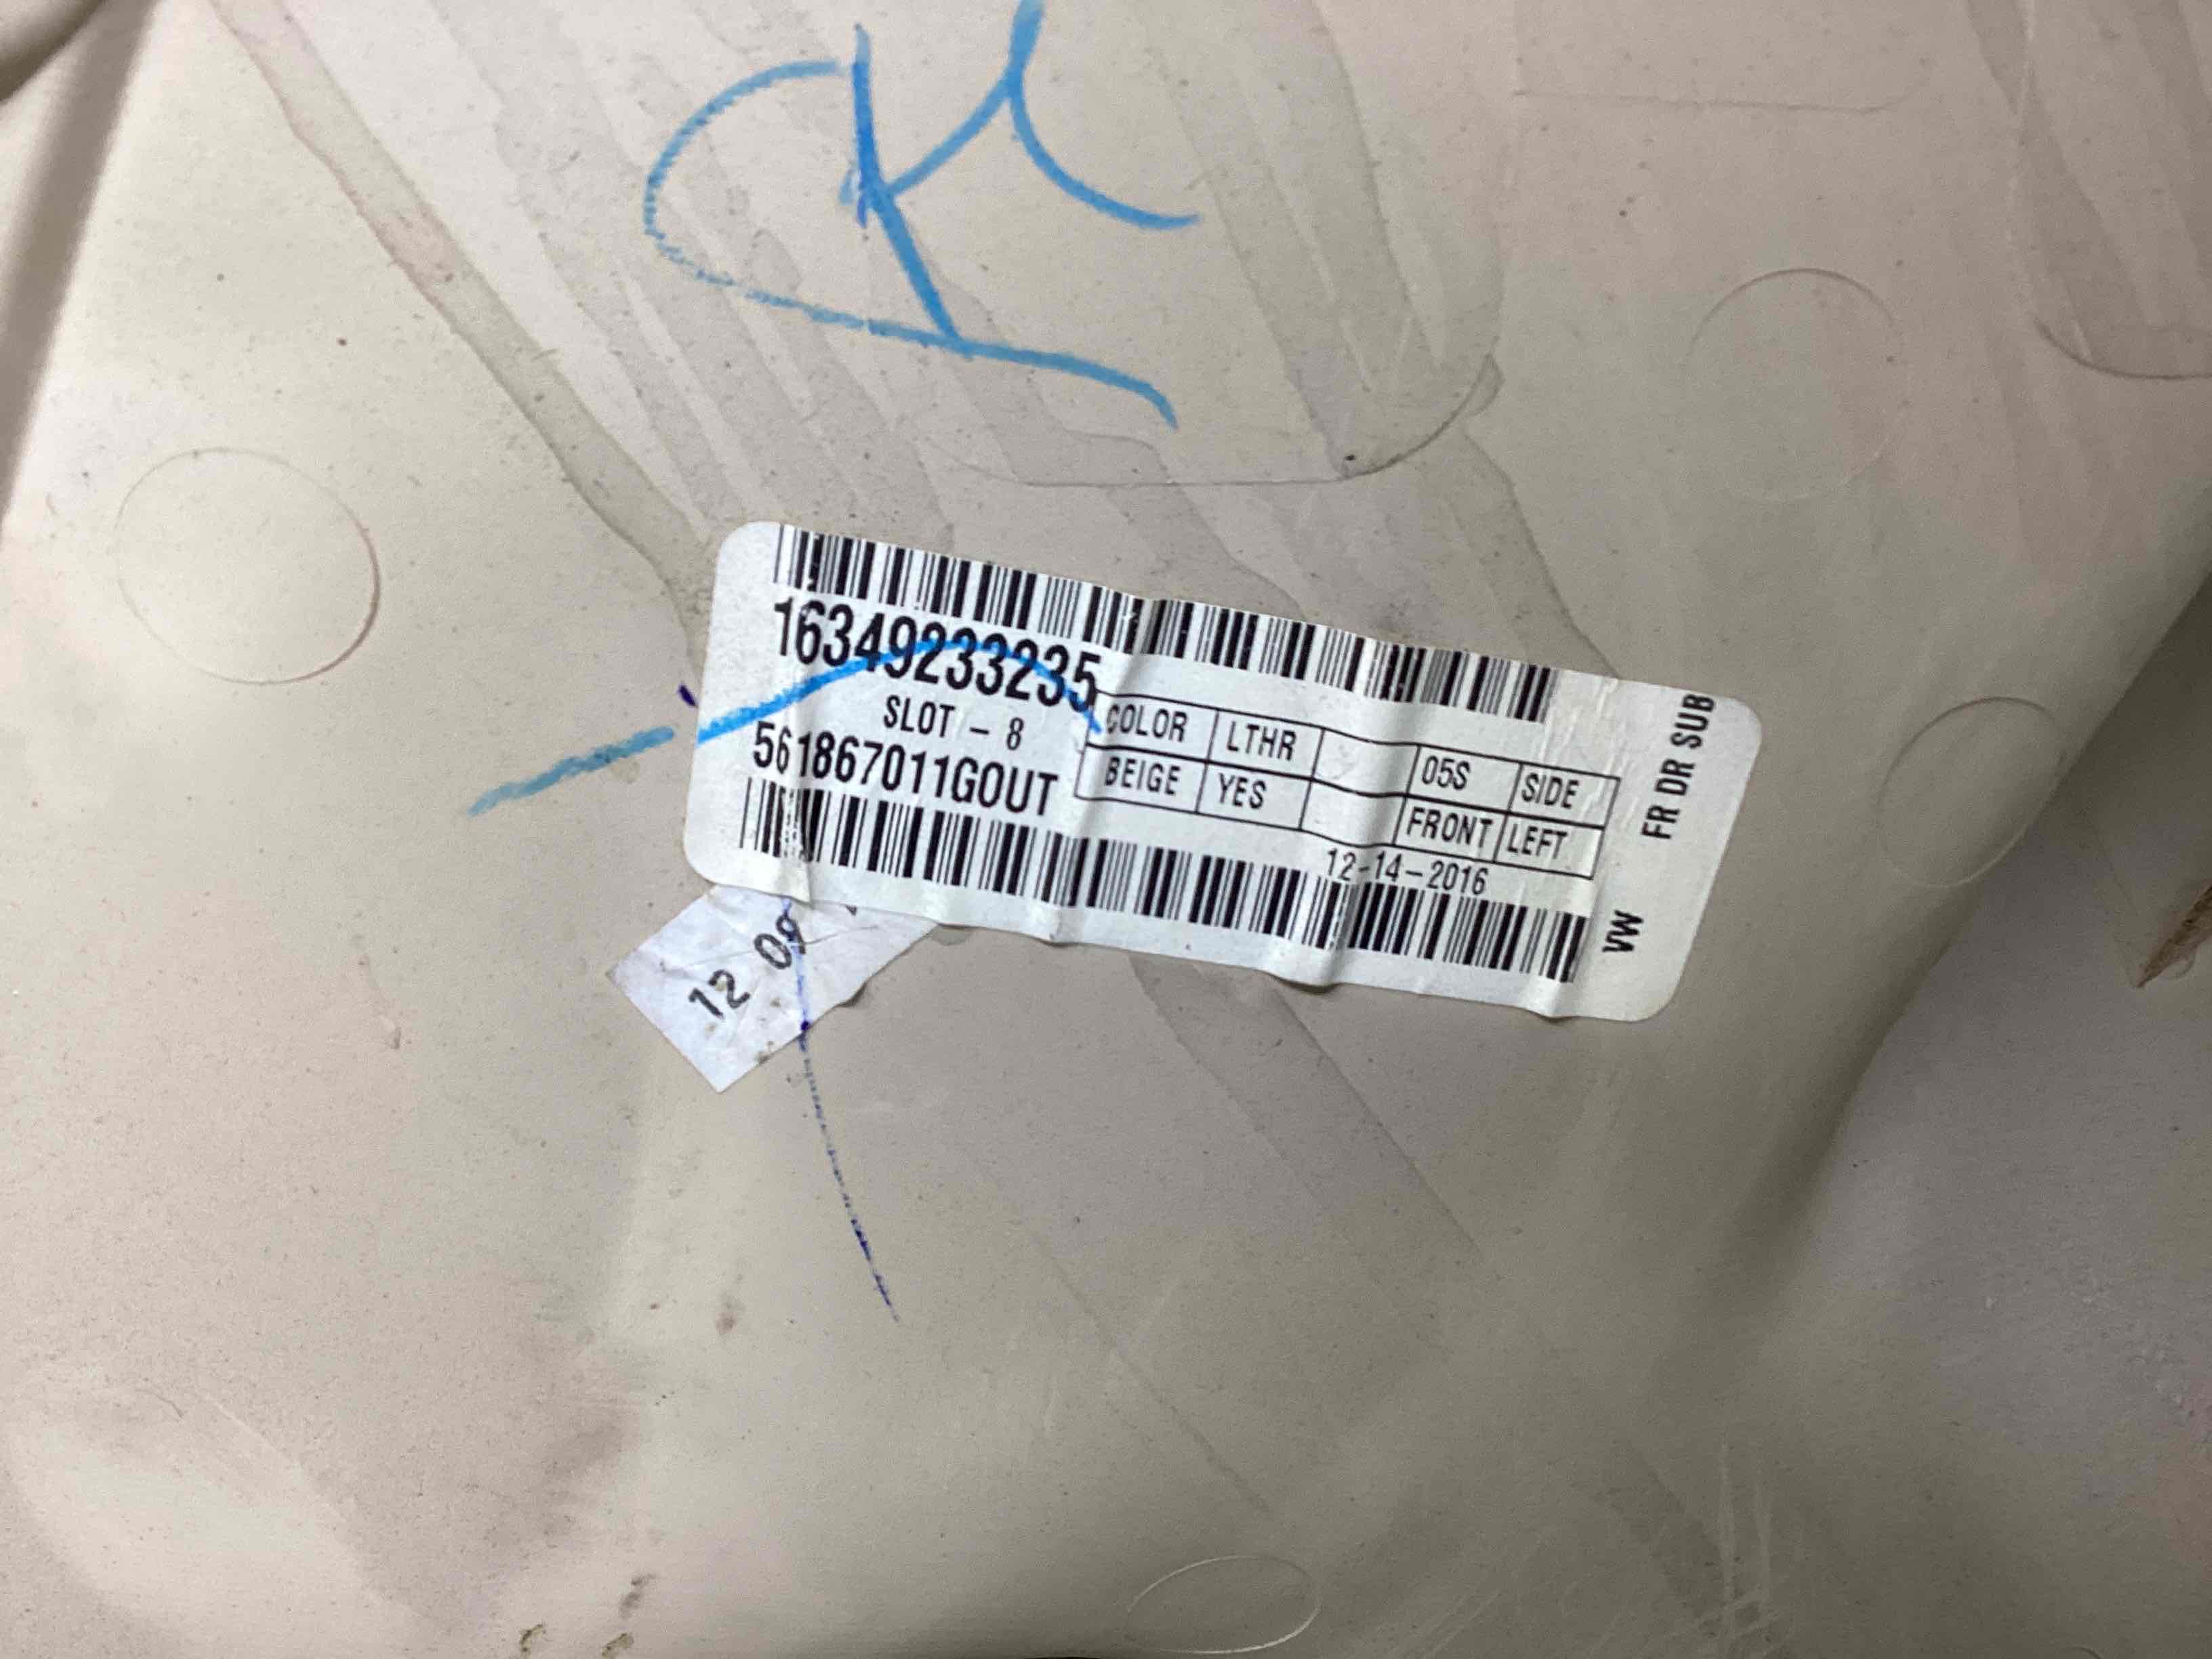 16349233235
SLOT - 8
561867011GOUT
COLOR LTHR 05S SIDE
BEIGE YES FRONT LEFT
12-14-2016
VW FR DR SUB
12 09